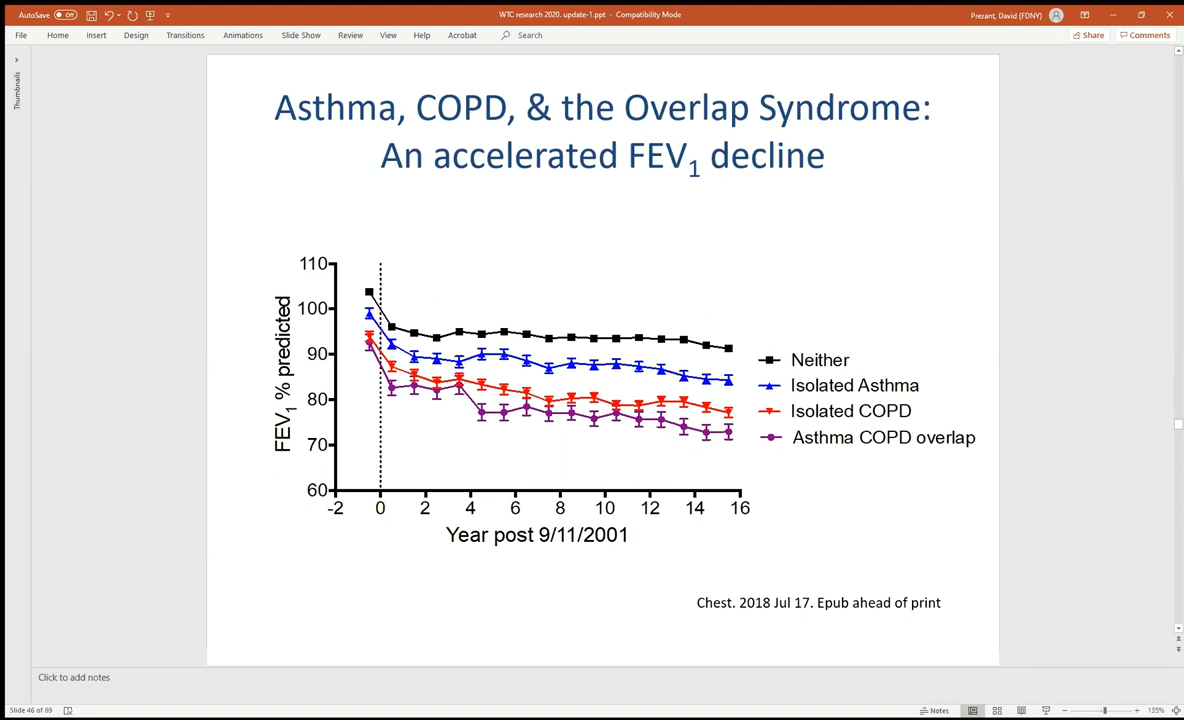 AutoSave Off
WTC research 2020. update-1.ppt - Compatibility Mode
Prezant, David (FDNY)
File Home Insert Draw Design Transitions Animations Slide Show Review View Help Acrobat Search
Share Comments
Thumbnails
Asthma, COPD, & the Overlap Syndrome:
An accelerated FEV1 decline
FEV1 % predicted
110
100
90
80
70
60
-2 0 2 4 6 8 10 12 14 16
Year post 9/11/2001
Neither
Isolated Asthma
Isolated COPD
Asthma COPD overlap
Chest. 2018 Jul 17. Epub ahead of print
Click to add notes
Slide 46 of 69
Notes
135%